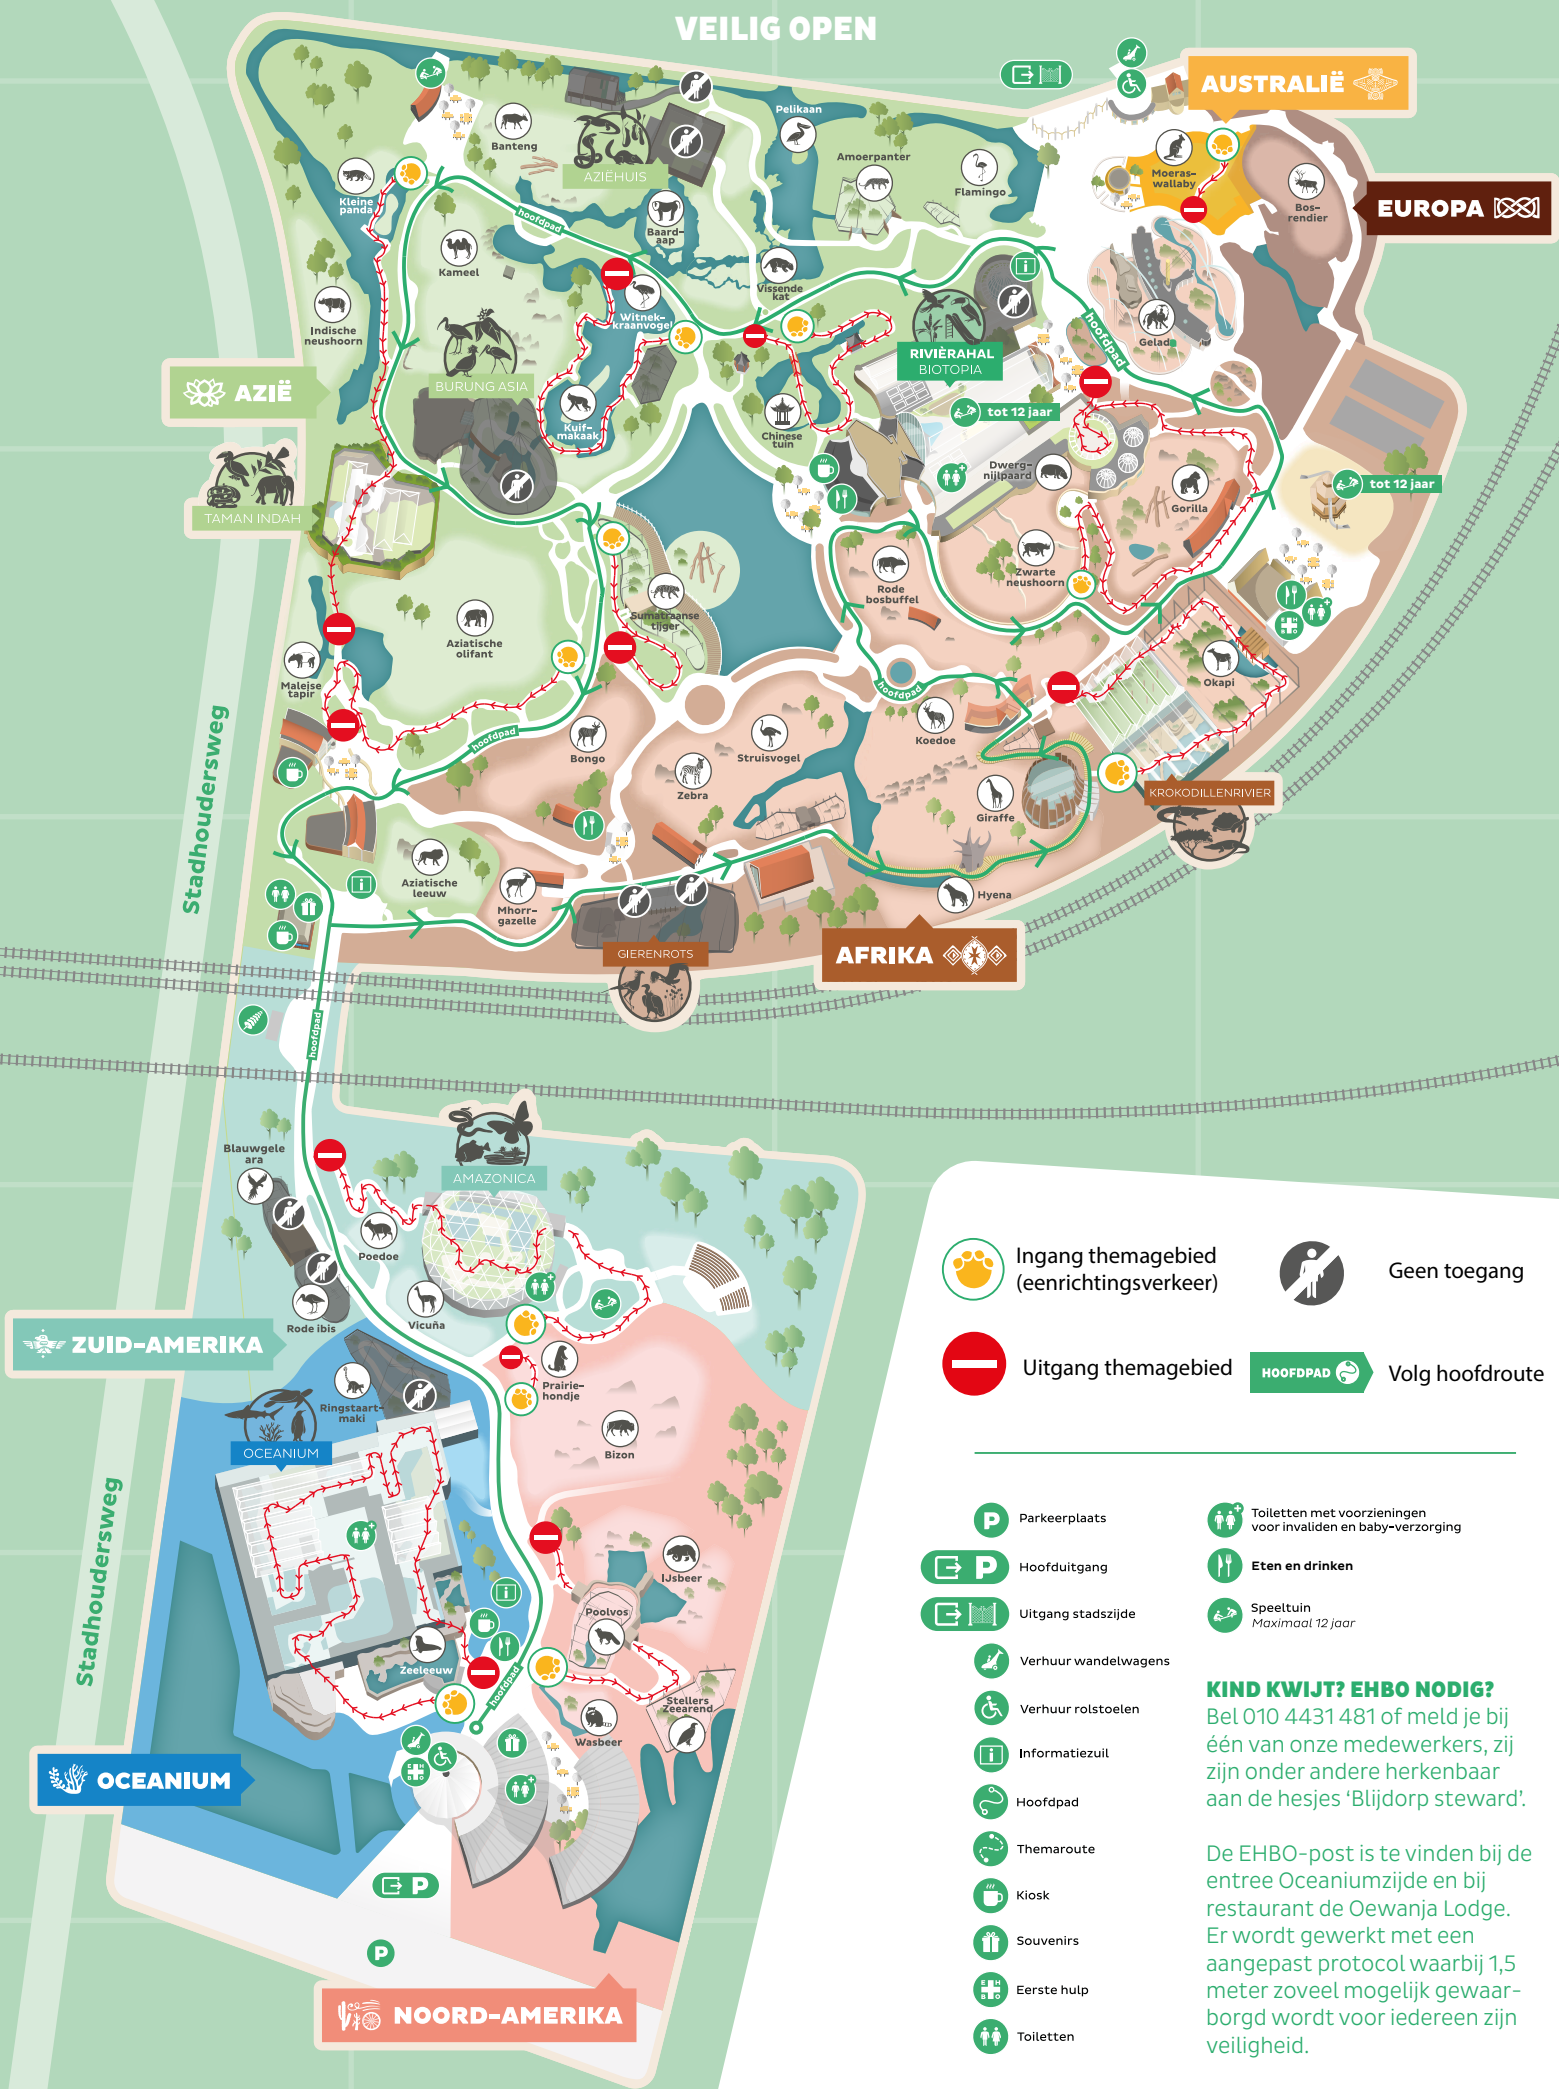 VEILIG OPEN
AUSTRALIË
EUROPA
Pelikaan
Banteng
AZIËHUIS
Amoerpanter
Flamingo
Moeras-
wallaby
Bos-
rendier
Kleine
panda
hoofdpad
Baard-
aap
Kameel
Vissende
kat
Indische
neushoorn
Witnek-
kraanvogel
hoofdpad
Gelada
RIVIÈRAHAL
BIOTOPIA
AZIË
BURUNG ASIA
tot 12 jaar
Kuif-
makaak
Chinese
tuin
Dwerg-
nijlpaard
tot 12 jaar
Gorilla
TAMAN INDAH
Zwarte
neushoorn
Rode
bosbuffel
Sumatraanse
tijger
Aziatische
olifant
Okapi
Maleise
tapir
hoofdpad
Stadhoudersweg
hoofdpad
Koedoe
Bongo
Struisvogel
Zebra
KROKODILLENRIVIER
Giraffe
Aziatische
leeuw
Mhorr-
gazelle
Hyena
GIERENROTS
AFRIKA
hoofdpad
Blauwgele
ara
AMAZONICA
Poedoe
Vicuña
Rode ibis
ZUID-AMERIKA
Prairie-
hondje
Ringstaart-
maki
OCEANIUM
Bizon
Stadhoudersweg
IJsbeer
Poolvos
Zeeleeuw
hoofdpad
Stellers
Zeearend
Wasbeer
OCEANIUM
P
P
NOORD-AMERIKA
Ingang themagebied
(eenrichtingsverkeer)
Geen toegang
Uitgang themagebied
HOOFDPAD
Volg hoofdroute
P
Parkeerplaats
P
Hoofduitgang
Uitgang stadszijde
Verhuur wandelwagens
Verhuur rolstoelen
Informatiezuil
Hoofdpad
Themaroute
Kiosk
Souvenirs
Eerste hulp
Toiletten
Toiletten met voorzieningen
voor invaliden en baby-verzorging
Eten en drinken
Speeltuin
Maximaal 12 jaar
KIND KWIJT? EHBO NODIG?
Bel 010 4431 481 of meld je bij
één van onze medewerkers, zij
zijn onder andere herkenbaar
aan de hesjes ‘Blijdorp steward’.
De EHBO-post is te vinden bij de
entree Oceaniumzijde en bij
restaurant de Oewanja Lodge.
Er wordt gewerkt met een
aangepast protocol waarbij 1,5
meter zoveel mogelijk gewaar-
borgd wordt voor iedereen zijn
veiligheid.